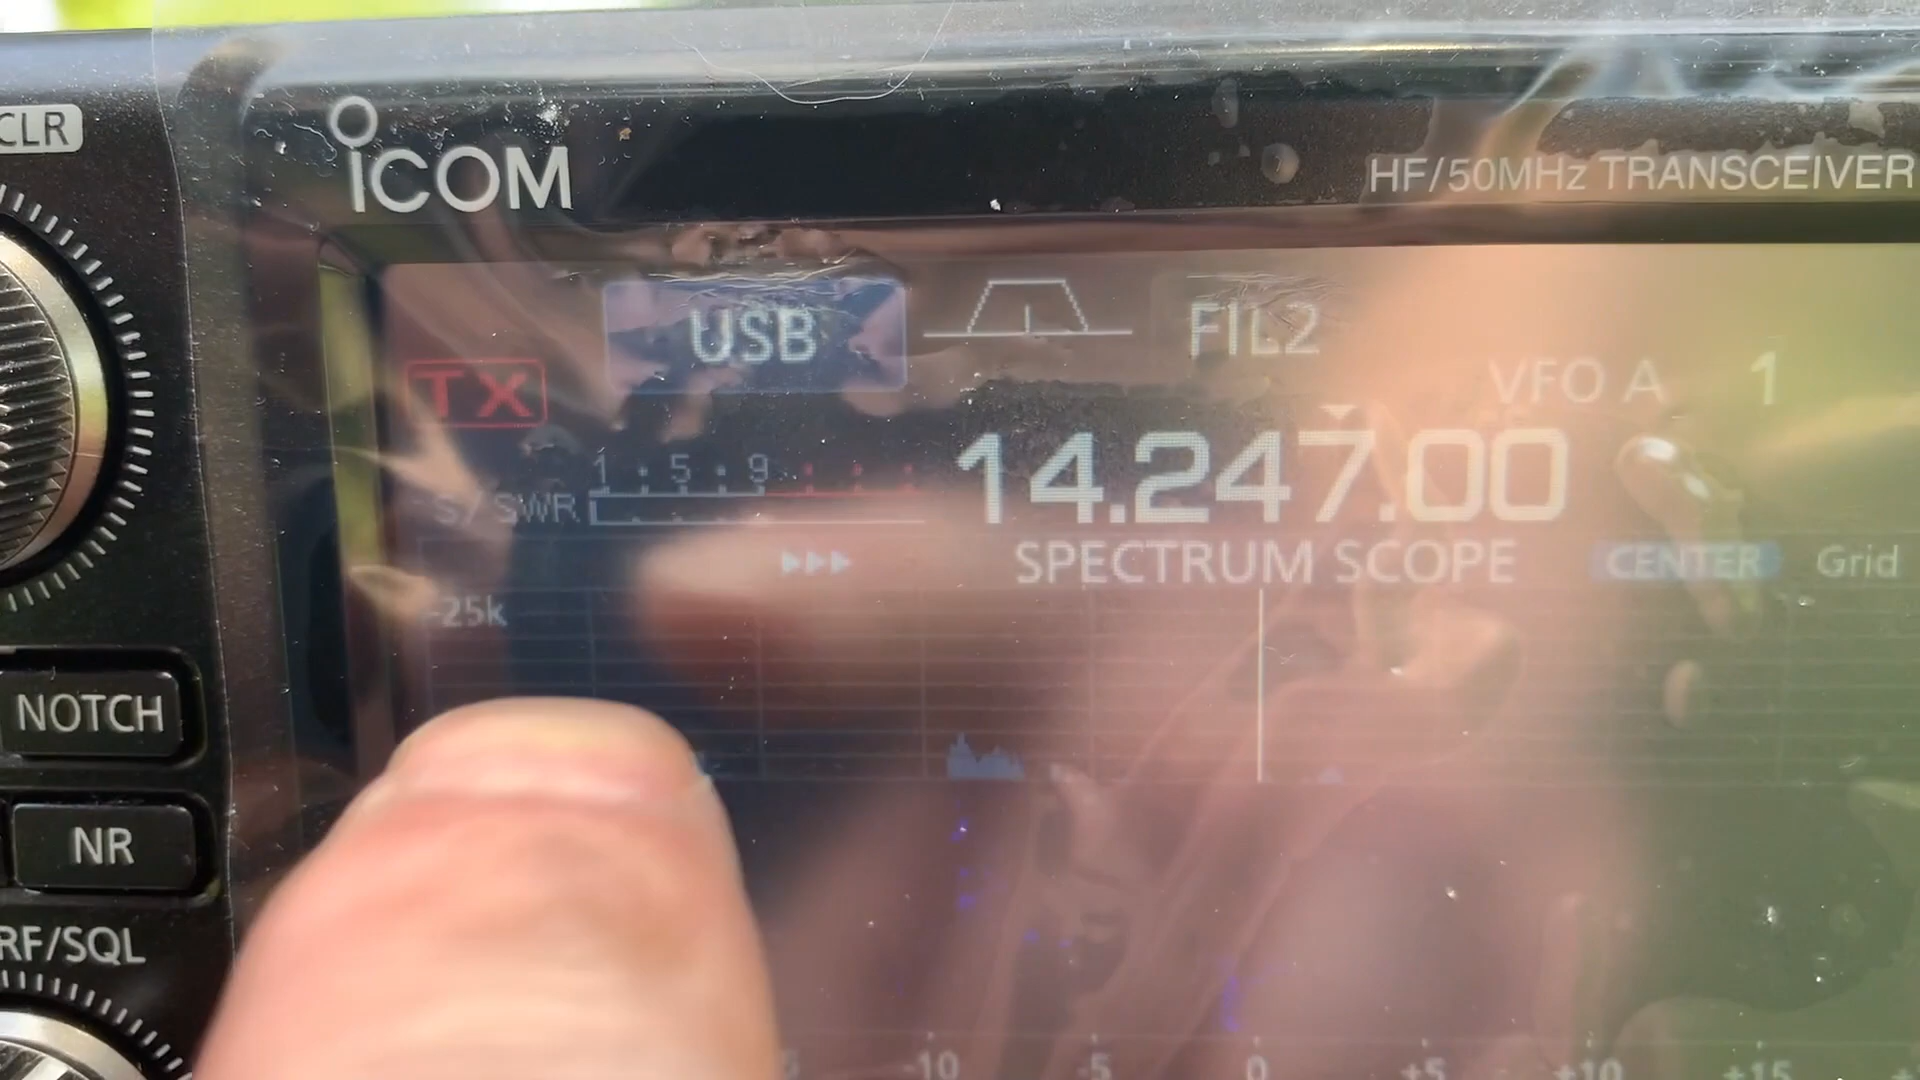 CLR
ICOM
HF/50MHz TRANSCEIVER
USB
FIL2
TX
VFO A 1
1 5 9
S/SWR
14.247.00
SPECTRUM SCOPE
CENTER Grid
-25k
NOTCH
NR
RF/SQL
-10 -5 0 +5 +10 +15